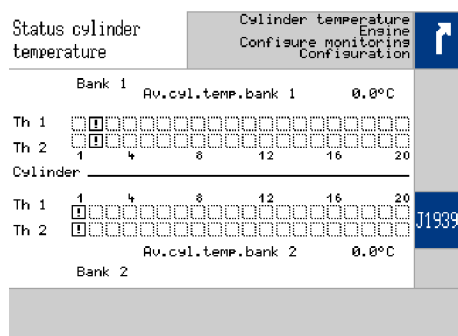 Status cylinder
temperature
Cylinder temperature
Engine
Configure monitoring
Configuration
Bank 1
Av.cyl.temp.bank 1 0.0°C
Th 1 !
Th 2 !
1 4 8 12 16 20
Cylinder
1 4 8 12 16 20
Th 1 !
Th 2 !
J1939
Av.cyl.temp.bank 2 0.0°C
Bank 2